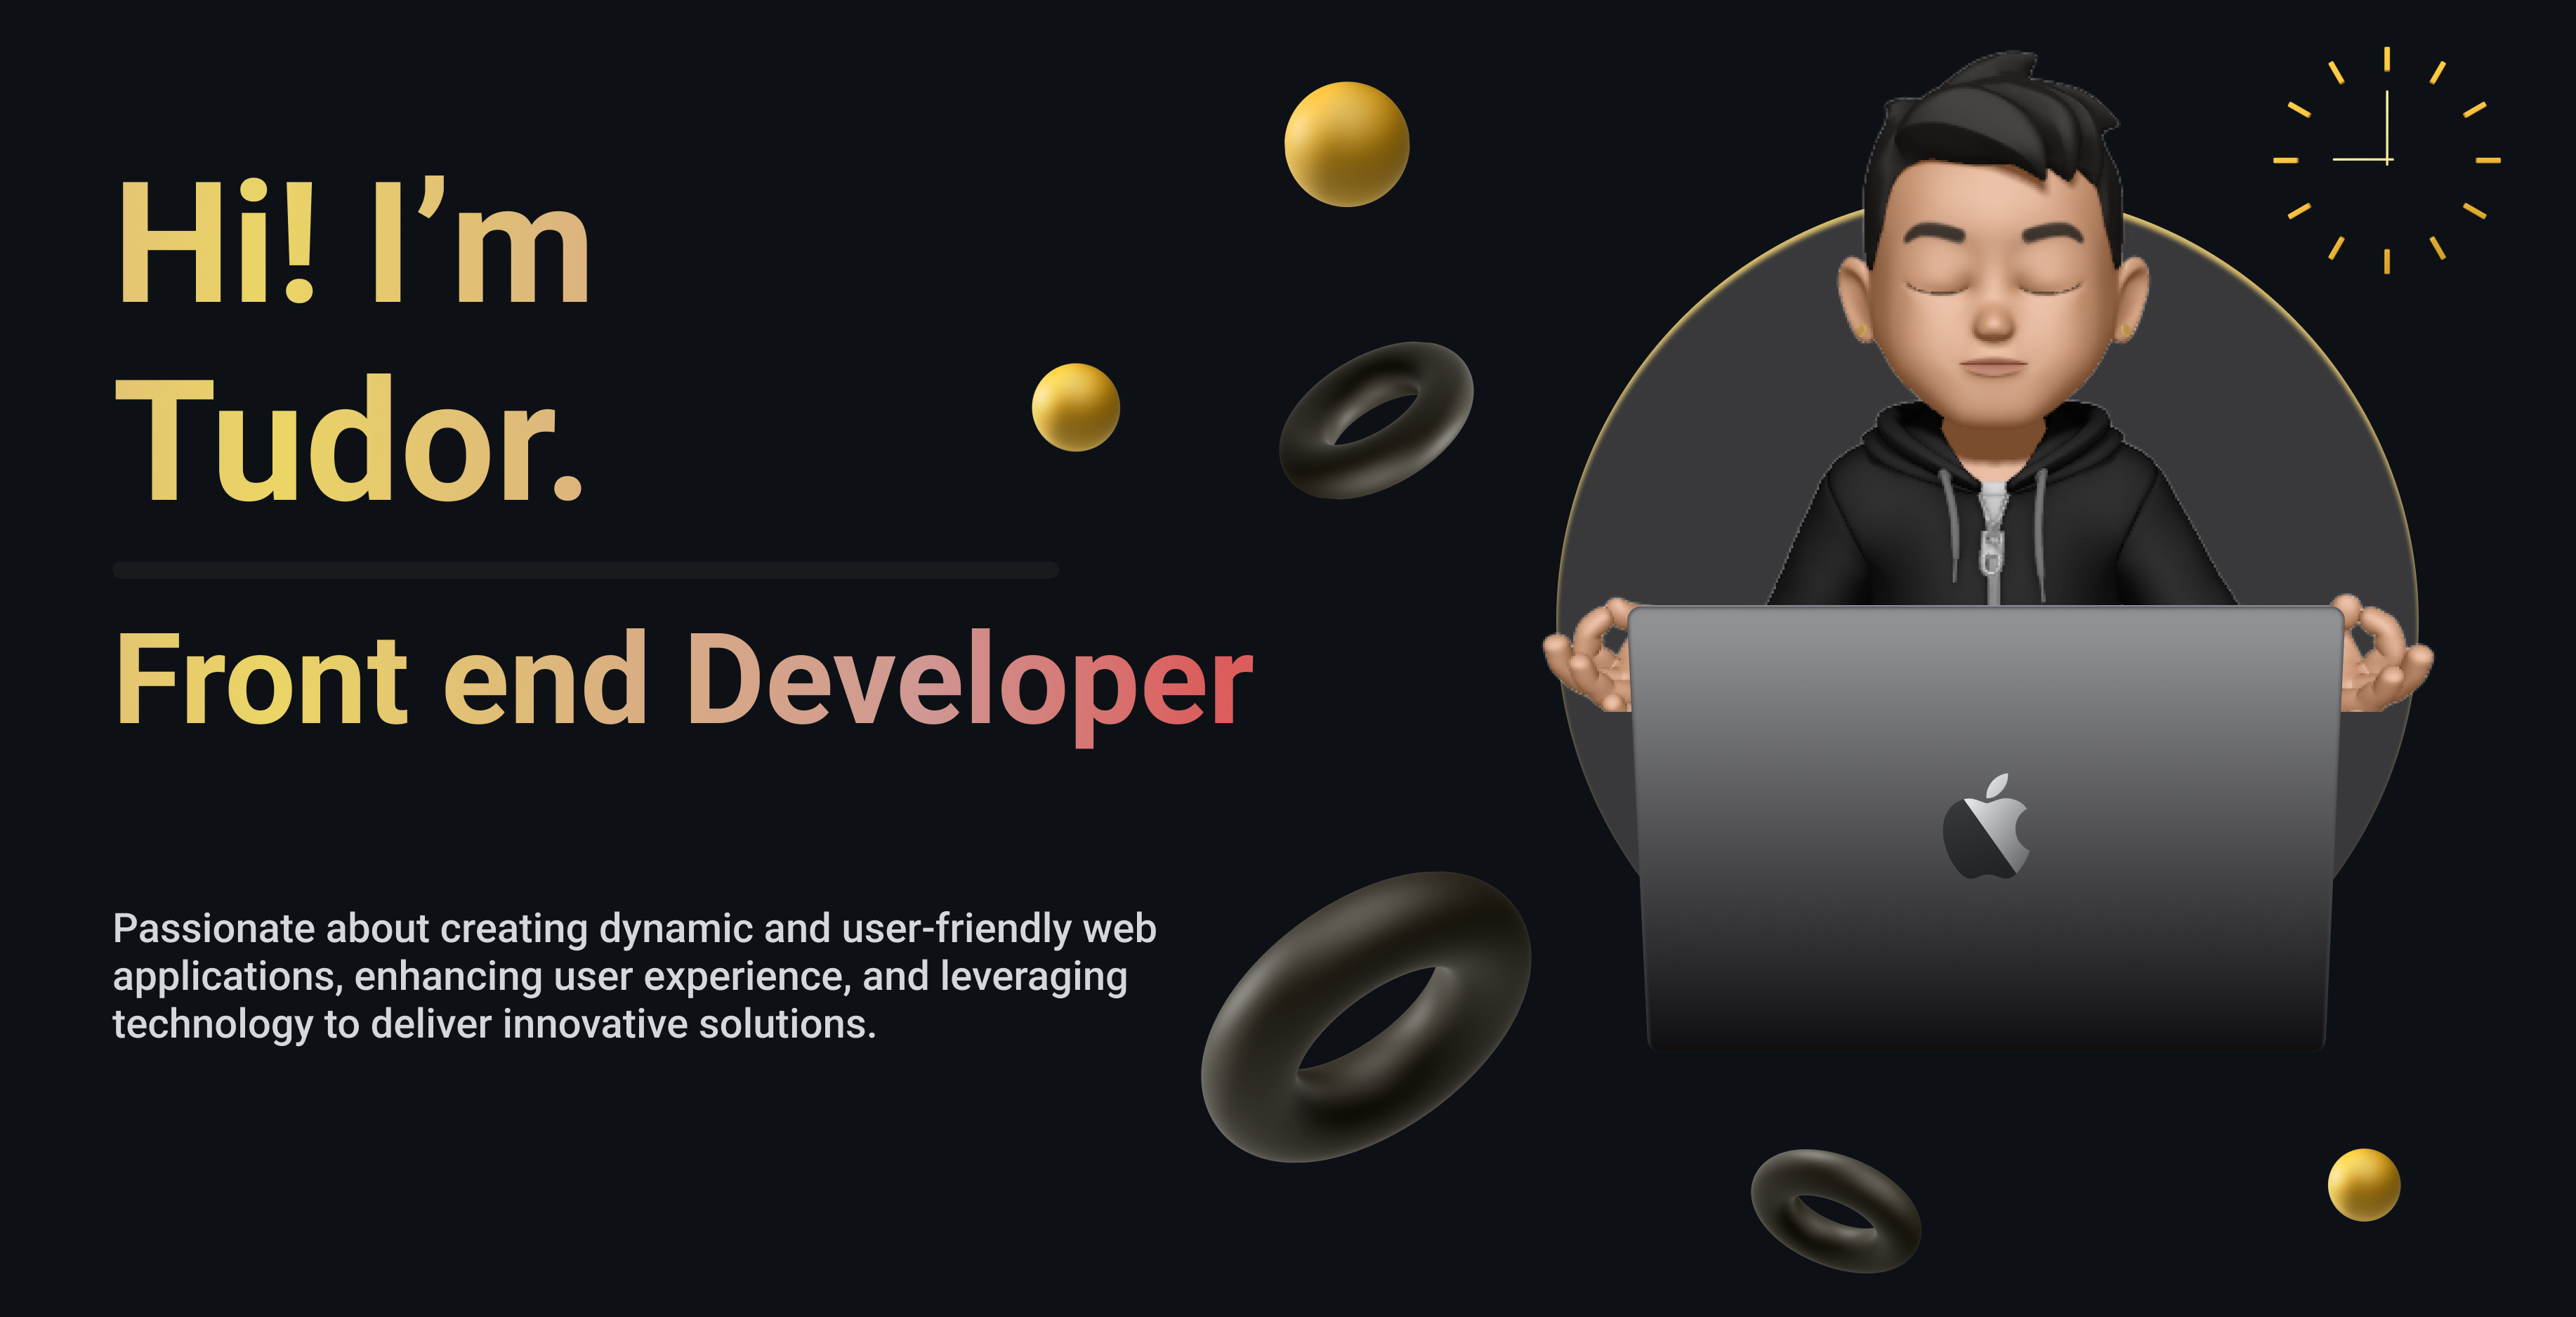 Hi! I’m
Tudor.
Front end Developer
Passionate about creating dynamic and user-friendly web
applications, enhancing user experience, and leveraging
technology to deliver innovative solutions.